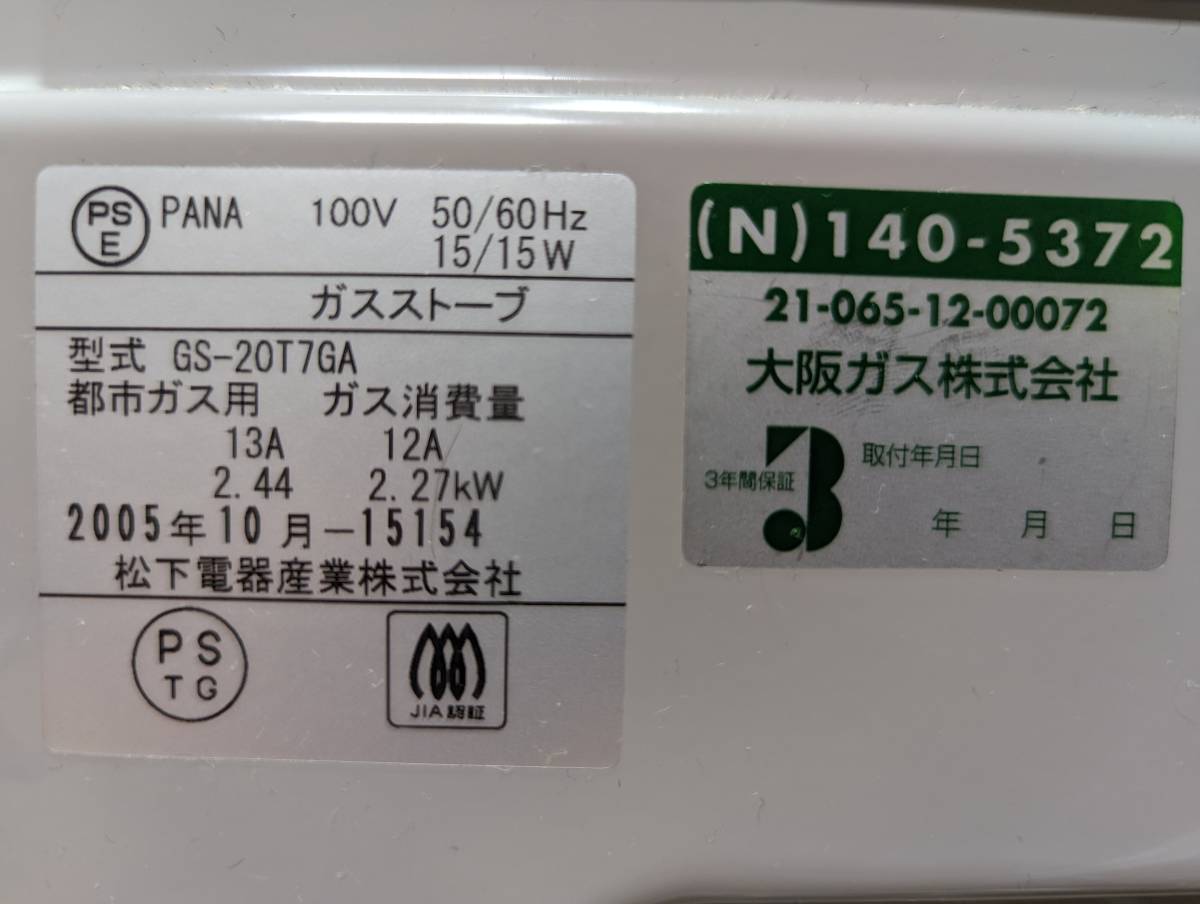 PS
E
PANA 100V 50/60Hz
15/15W
ガスストーブ
型式 GS-20T7GA
都市ガス用 ガス消費量
13A 12A
2.44 2.27kW
2005年10月-15154
松下電器産業株式会社
PS
TG
JIA認証
(N)140-5372
21-065-12-00072
大阪ガス株式会社
3年間保証
3
取付年月日
年 月 日